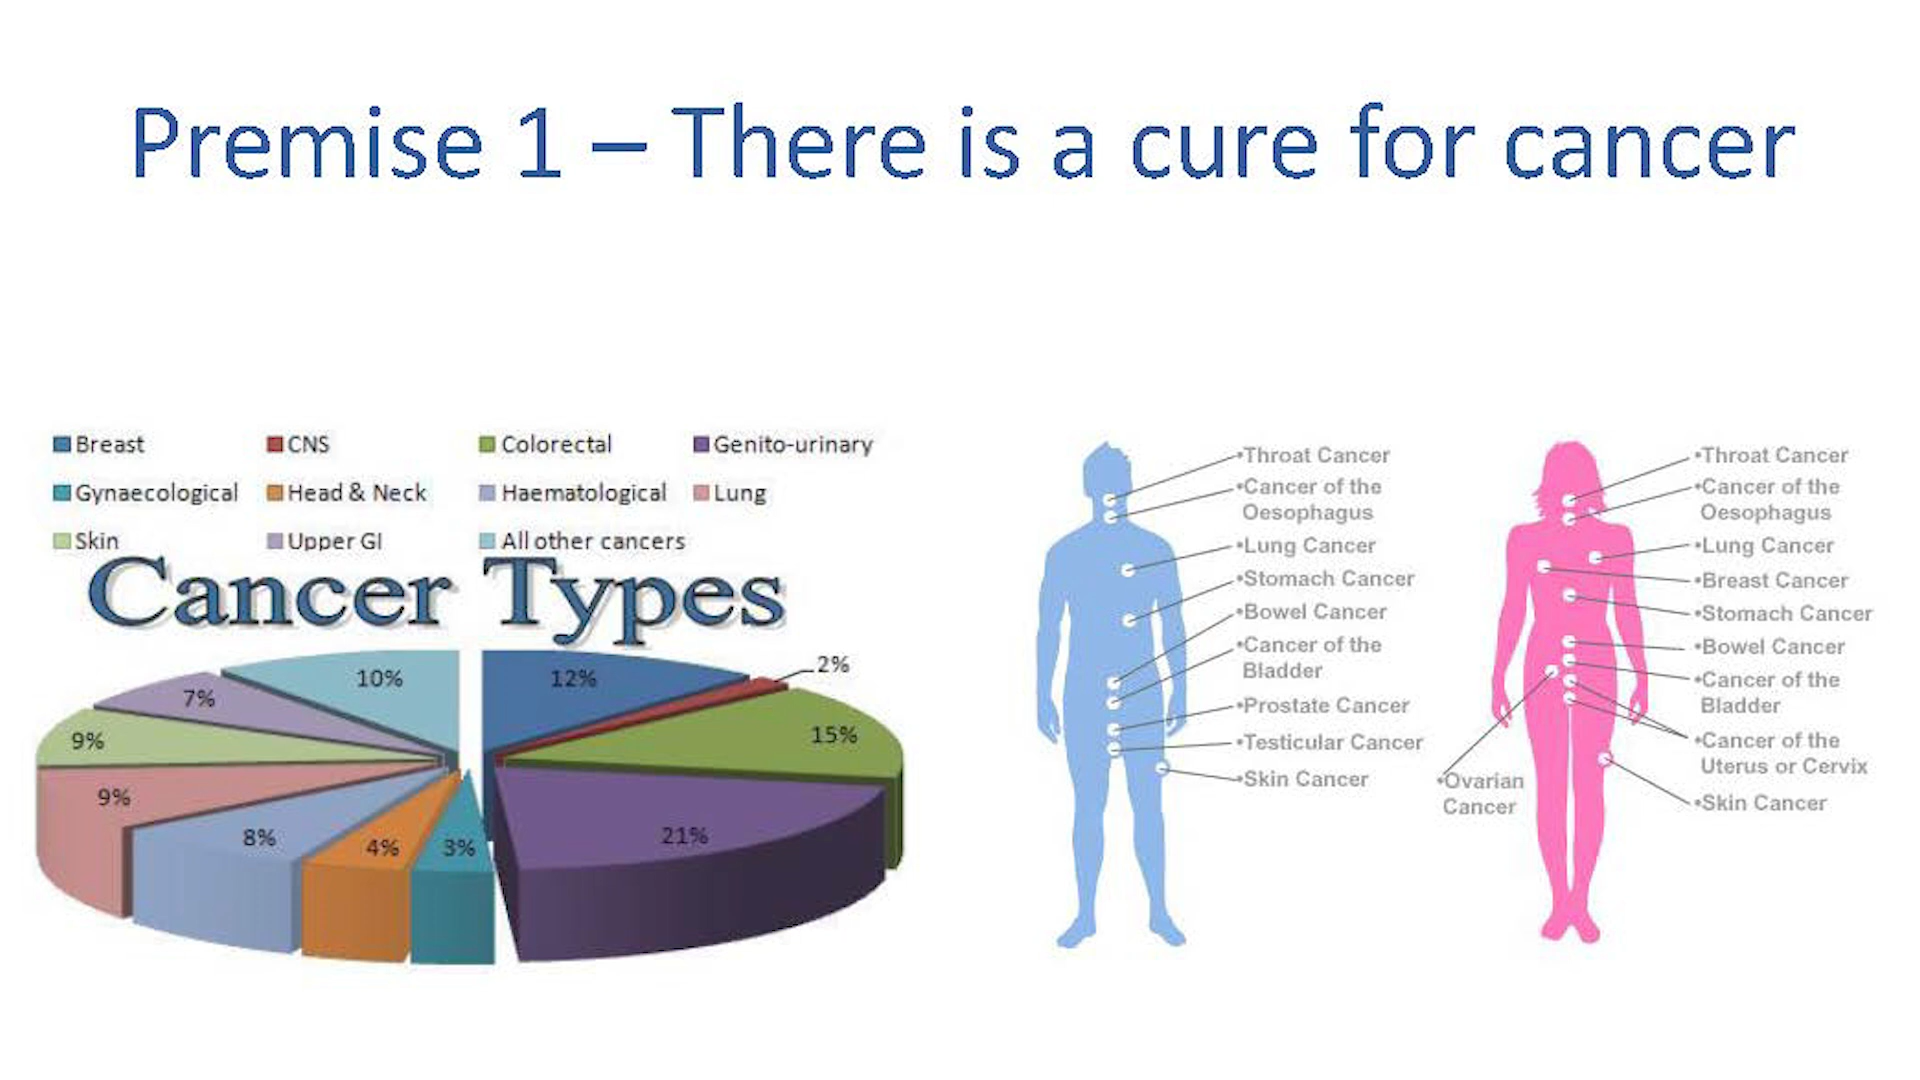 Premise 1 – There is a cure for cancer
Breast
CNS
Colorectal
Genito-urinary
Gynaecological
Head & Neck
Haematological
Lung
Skin
Upper GI
All other cancers
Cancer Types
10%
12%
2%
7%
15%
9%
9%
8%
4%
3%
21%
•Throat Cancer
•Cancer of the
Oesophagus
•Lung Cancer
•Stomach Cancer
•Bowel Cancer
•Cancer of the
Bladder
•Prostate Cancer
•Testicular Cancer
•Skin Cancer
•Throat Cancer
•Cancer of the
Oesophagus
•Lung Cancer
•Breast Cancer
•Stomach Cancer
•Bowel Cancer
•Cancer of the
Bladder
•Cancer of the
Uterus or Cervix
•Skin Cancer
•Ovarian
Cancer